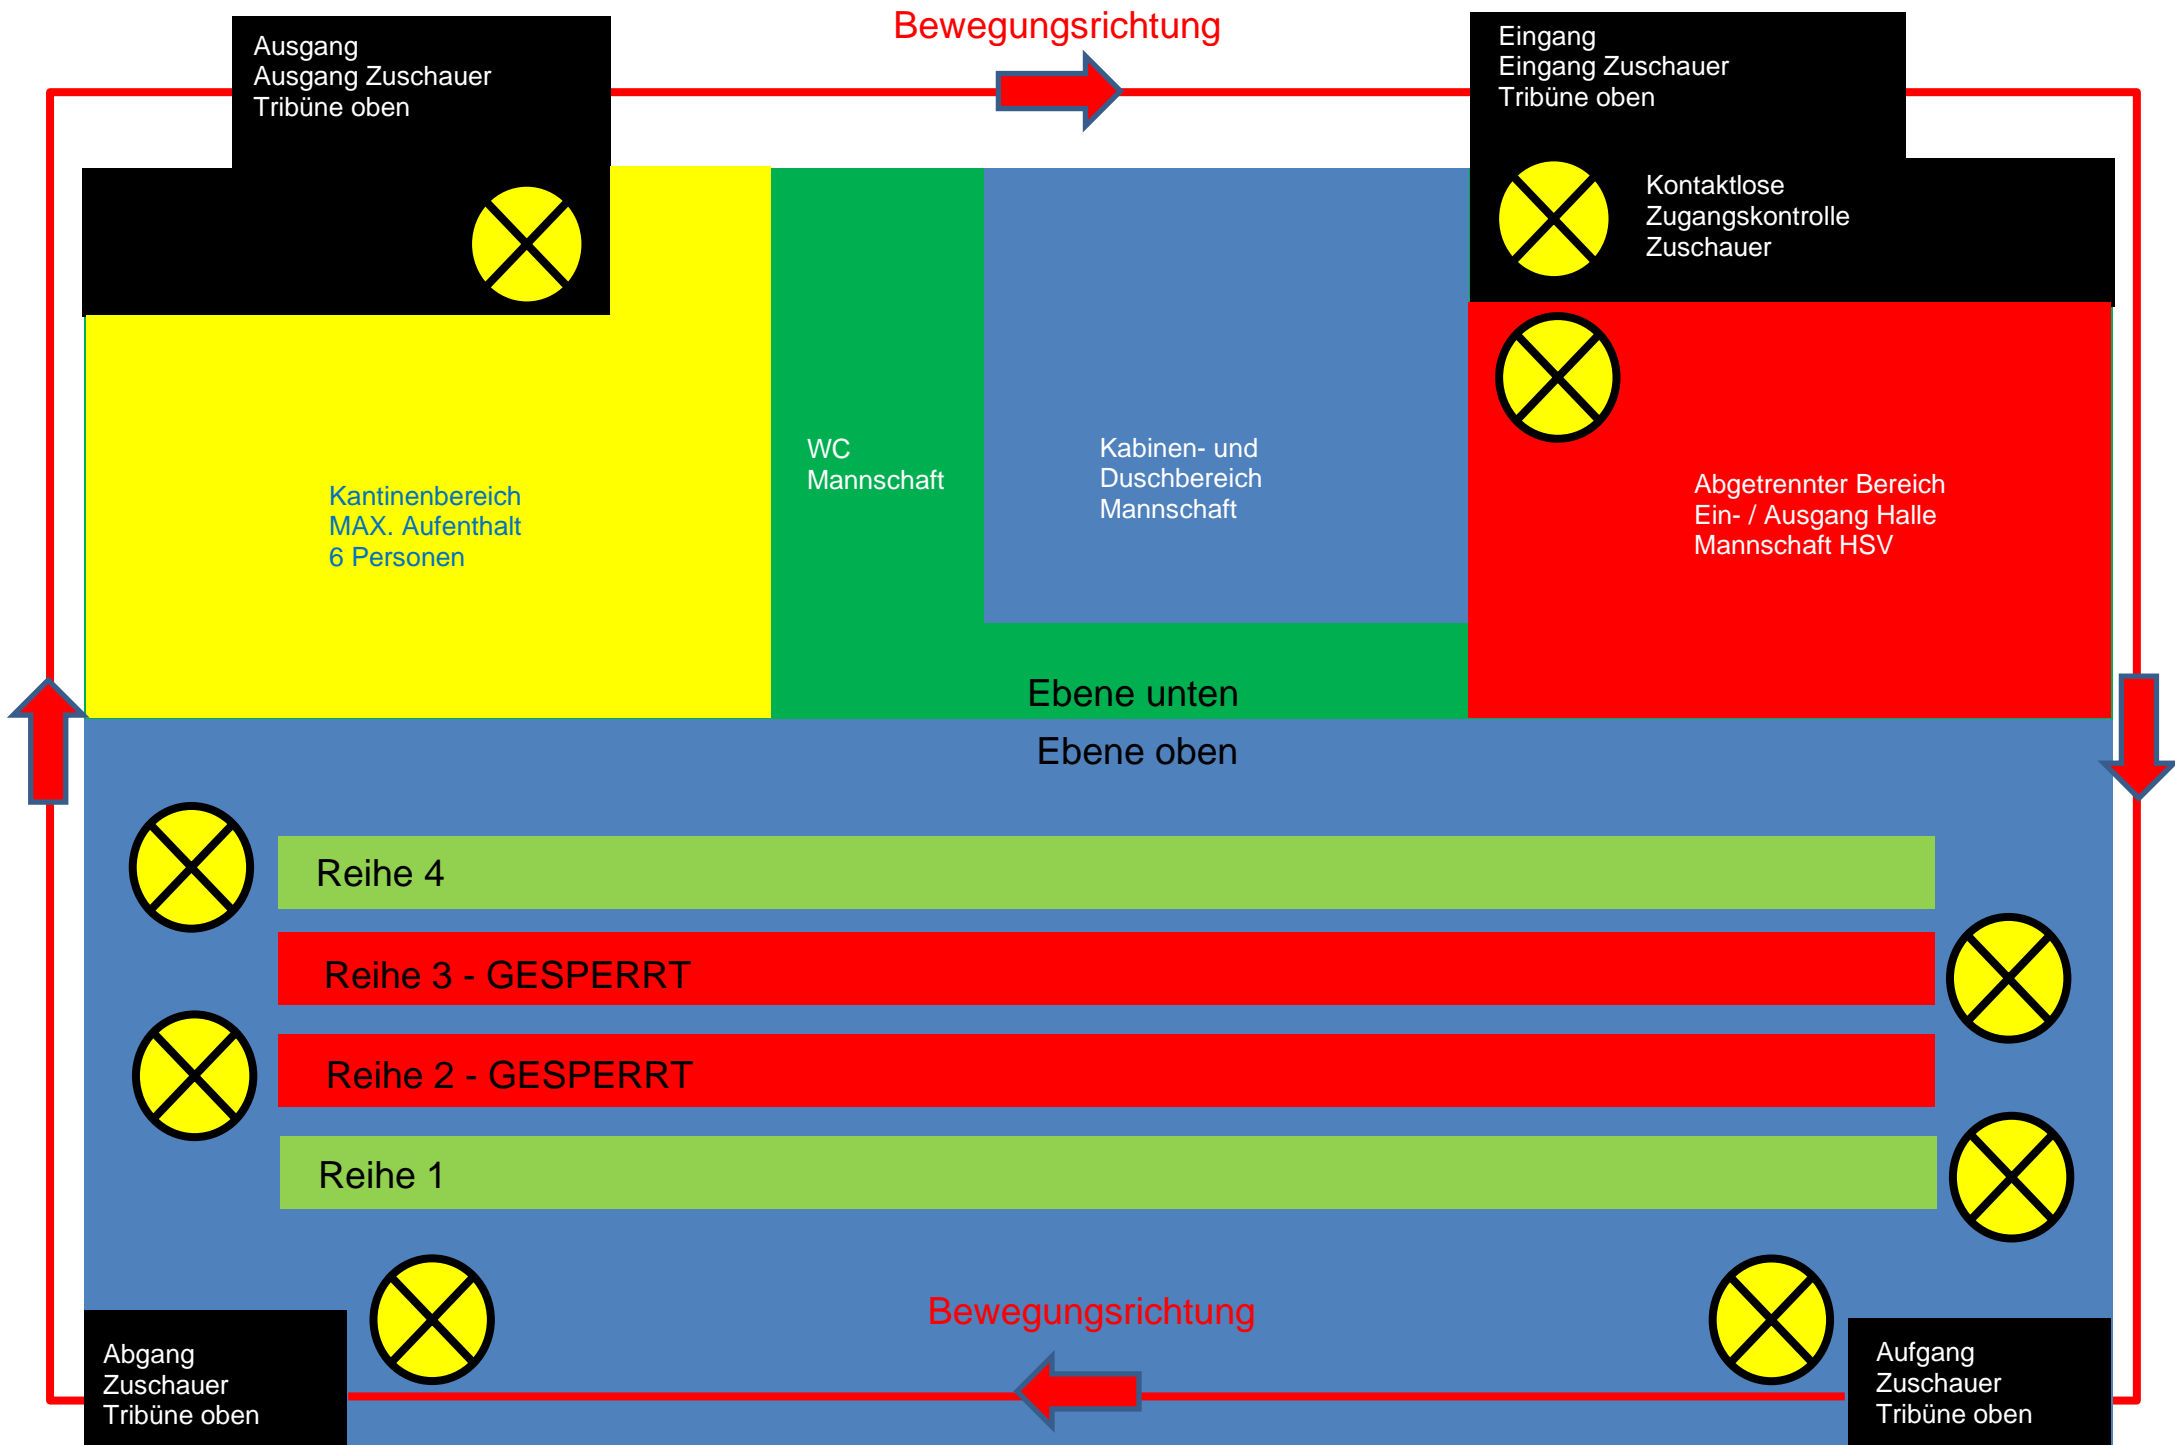 Bewegungsrichtung
Ausgang
Ausgang Zuschauer
Tribüne oben
Eingang
Eingang Zuschauer
Tribüne oben
Kontaktlose
Zugangskontrolle
Zuschauer
Kantinenbereich
MAX. Aufenthalt
6 Personen
WC
Mannschaft
Kabinen- und
Duschbereich
Mannschaft
Abgetrennter Bereich
Ein- / Ausgang Halle
Mannschaft HSV
Ebene unten
Ebene oben
Reihe 4
Reihe 3 - GESPERRT
Reihe 2 - GESPERRT
Reihe 1
Bewegungsrichtung
Abgang
Zuschauer
Tribüne oben
Aufgang
Zuschauer
Tribüne oben